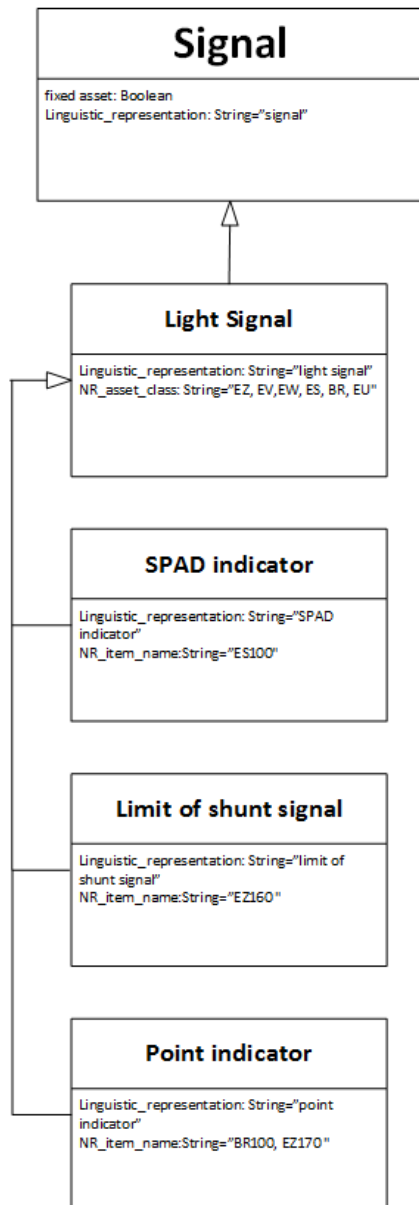 Signal
fixed asset: Boolean
Linguistic_representation: String="signal"
Light Signal
Linguistic_representation: String="light signal"
NR_asset_class: String="EZ, EV,EW, ES, BR, EU"
SPAD indicator
Linguistic_representation: String="SPAD
indicator"
NR_item_name:String="ES100"
Limit of shunt signal
Linguistic_representation: String="limit of
shunt signal"
NR_item_name:String="EZ160"
Point indicator
Linguistic_representation: String="point
indicator"
NR_item_name:String="BR100, EZ170"